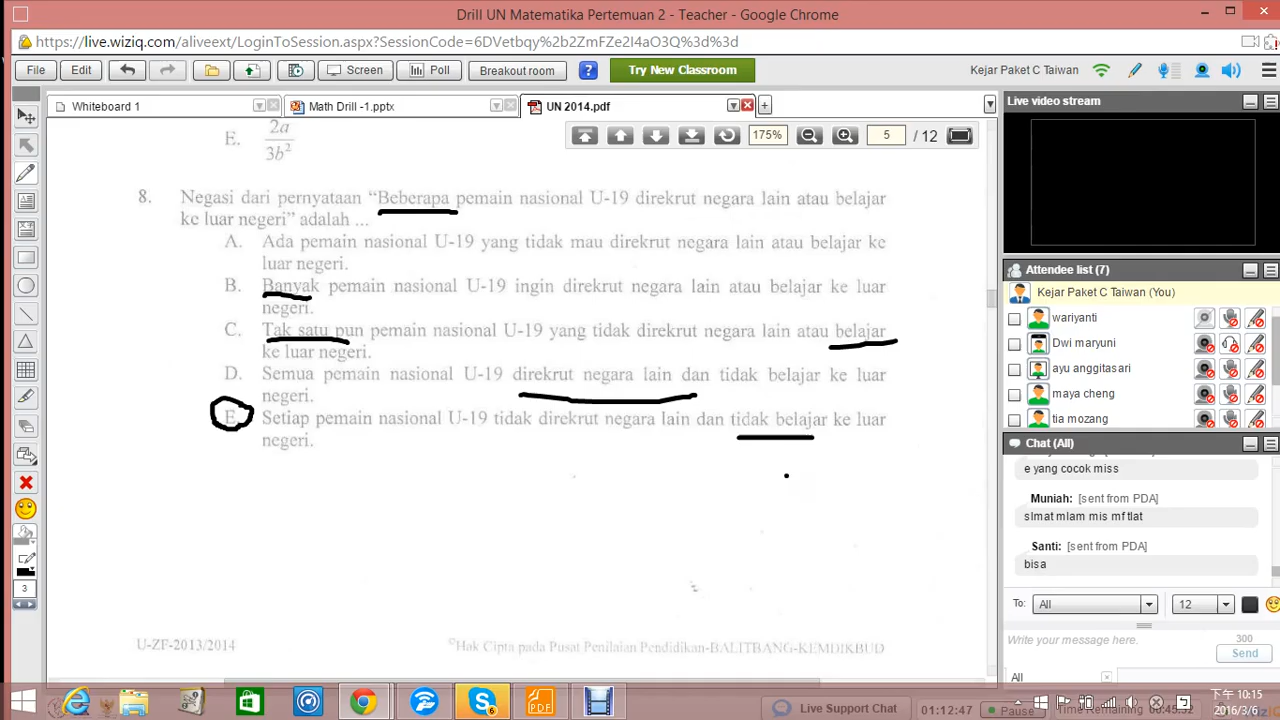 Drill UN Matematika Pertemuan 2 - Teacher - Google Chrome
https://live.wiziq.com/aliveext/LoginToSession.aspx?SessionCode=6DVetbqy%2b2ZmFZe2I4aO3Q%3d%3d
File Edit Screen Poll Breakout room ? Try New Classroom Kejar Paket C Taiwan
Whiteboard 1 Math Drill -1.pptx UN 2014.pdf
Live video stream
175% 5 / 12
E. 2a
3b²
8. Negasi dari pernyataan “Beberapa pemain nasional U-19 direkrut negara lain atau belajar
ke luar negeri” adalah ...
A. Ada pemain nasional U-19 yang tidak mau direkrut negara lain atau belajar ke
luar negeri.
B. Banyak pemain nasional U-19 ingin direkrut negara lain atau belajar ke luar
negeri.
C. Tak satu pun pemain nasional U-19 yang tidak direkrut negara lain atau belajar
ke luar negeri.
D. Semua pemain nasional U-19 direkrut negara lain dan tidak belajar ke luar
negeri.
E. Setiap pemain nasional U-19 tidak direkrut negara lain dan tidak belajar ke luar
negeri.
U-ZF-2013/2014 ©Hak Cipta pada Pusat Penilaian Pendidikan-BALITBANG-KEMDIKBUD
3
Attendee list (7)
Kejar Paket C Taiwan (You)
wariyanti
Dwi maryuni
ayu anggitasari
maya cheng
tia mozang
Chat (All)
e yang cocok miss
Muniah: [sent from PDA]
slmat mlam mis mf tlat
Santi: [sent from PDA]
bisa
To: All 12
Write your message here. 300
Send
All
Live Support Chat 01:12:47 Pause Time Remaining
下午 10:15
2016/3/6